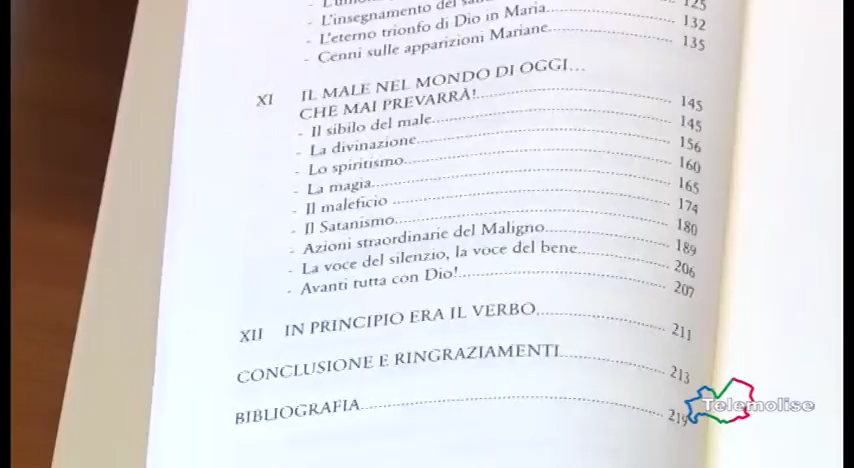 125
- L'insegnamento dei
- L'eterno trionfo di Dio in Maria............ 132
- Cenni sulle apparizioni Mariane............ 135
XI IL MALE NEL MONDO DI OGGI...
CHE MAI PREVARRÀ!............ 145
- Il sibilo del male............ 145
- La divinazione............ 156
- Lo spiritismo............ 160
- La magia............ 165
- Il maleficio ............ 174
- Il Satanismo............ 180
- Azioni straordinarie del Maligno............ 189
- La voce del silenzio, la voce del bene............ 206
- Avanti tutta con Dio!............ 207
XII IN PRINCIPIO ERA IL VERBO............ 211
CONCLUSIONE E RINGRAZIAMENTI............ 213
BIBLIOGRAFIA............ 219
Telemolise